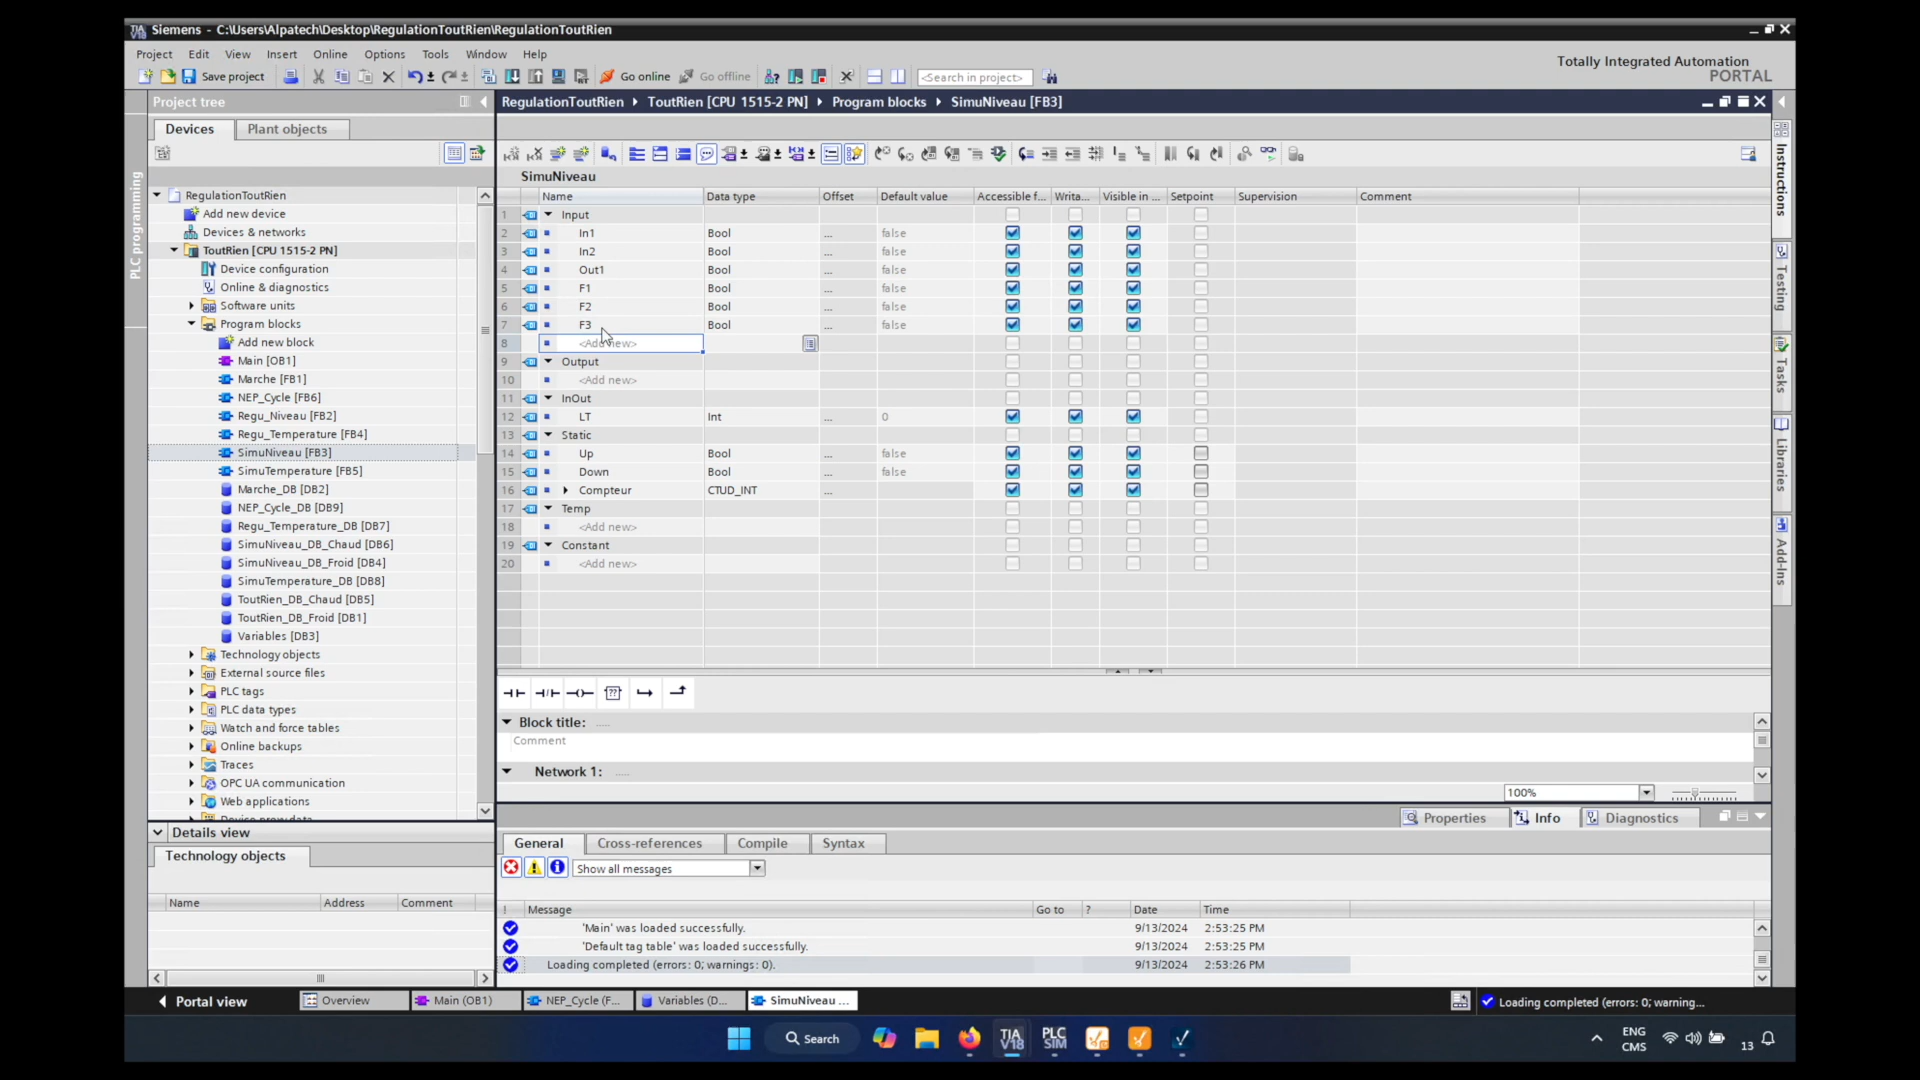 Siemens - C:\Users\Alpatech\Desktop\RegulationToutRien\RegulationToutRien
Project Edit View Insert Online Options Tools Window Help
Totally Integrated Automation
PORTAL
Save project
Go online
Go offline
<Search in project>
Project tree
RegulationToutRien ToutRien [CPU 1515-2 PN] Program blocks SimuNiveau [FB3]
Devices Plant objects
PLC programming
RegulationToutRien
Add new device
Devices & networks
ToutRien [CPU 1515-2 PN]
Device configuration
Online & diagnostics
Software units
Program blocks
Add new block
Main [OB1]
Marche [FB1]
NEP_Cycle [FB6]
Regu_Niveau [FB2]
Regu_Temperature [FB4]
SimuNiveau [FB3]
SimuTemperature [FB5]
Marche_DB [DB2]
NEP_Cycle_DB [DB9]
Regu_Temperature_DB [DB7]
SimuNiveau_DB_Chaud [DB6]
SimuNiveau_DB_Froid [DB4]
SimuTemperature_DB [DB8]
ToutRien_DB_Chaud [DB5]
ToutRien_DB_Froid [DB1]
Variables [DB3]
Technology objects
External source files
PLC tags
PLC data types
Watch and force tables
Online backups
Traces
OPC UA communication
Web applications
Details view
Technology objects
Name Address Comment
SimuNiveau
Name Data type Offset Default value Accessible f... Writa... Visible in ... Setpoint Supervision Comment
1 Input
2 In1 Bool ... false
3 In2 Bool ... false
4 Out1 Bool ... false
5 F1 Bool ... false
6 F2 Bool ... false
7 F3 Bool ... false
8 <Add new>
9 Output
10 <Add new>
11 InOut
12 LT Int ... 0
13 Static
14 Up Bool ... false
15 Down Bool ... false
16 Compteur CTUD_INT ...
17 Temp
18 <Add new>
19 Constant
20 <Add new>
??
Block title: .....
Comment
Network 1: .....
100%
Properties Info Diagnostics
General Cross-references Compile Syntax
Show all messages
! Message Go to ? Date Time
'Main' was loaded successfully. 9/13/2024 2:53:25 PM
'Default tag table' was loaded successfully. 9/13/2024 2:53:25 PM
Loading completed (errors: 0; warnings: 0). 9/13/2024 2:53:26 PM
Instructions
Testing
Tasks
Libraries
Add-Ins
Portal view Overview Main (OB1) NEP_Cycle (F... Variables (D... SimuNiveau ... Loading completed (errors: 0; warning...
Search
TIA V18
PLC SIM
ENG
CMS
13